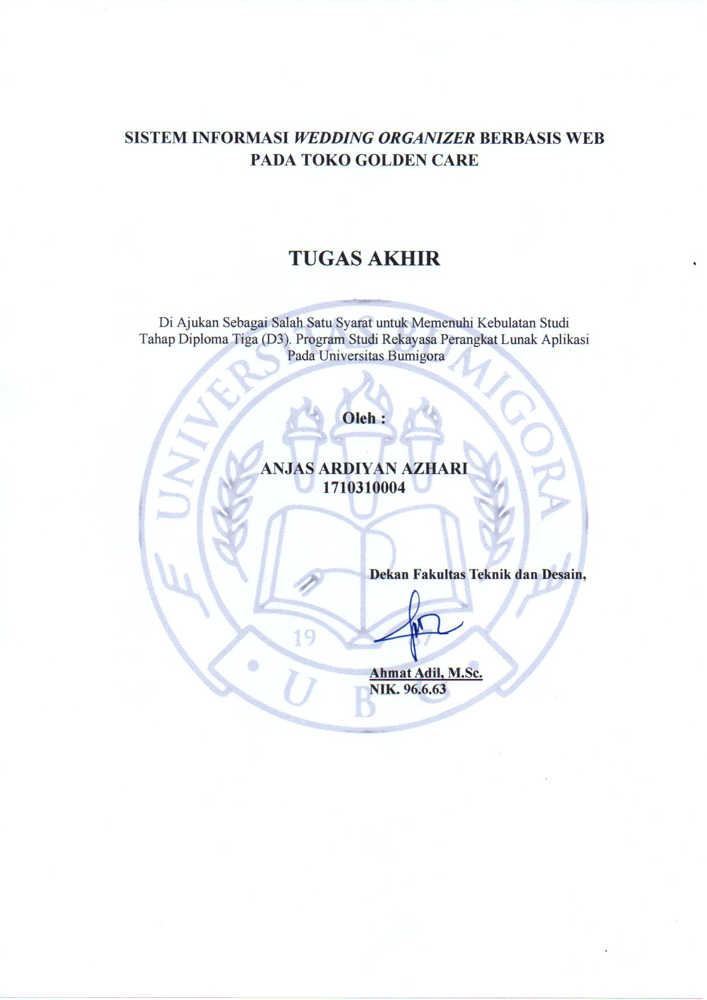 SISTEM INFORMASI WEDDING ORGANIZER BERBASIS WEB
PADA TOKO GOLDEN CARE
TUGAS AKHIR
Di Ajukan Sebagai Salah Satu Syarat untuk Memenuhi Kebulatan Studi
Tahap Diploma Tiga (D3). Program Studi Rekayasa Perangkat Lunak Aplikasi
Pada Universitas Bumigora
Oleh :
ANJAS ARDIYAN AZHARI
1710310004
Dekan Fakultas Teknik dan Desain,
Ahmat Adil, M.Sc.
NIK. 96.6.63
UNIVERSITAS BUMIGORA
19 87
U B G